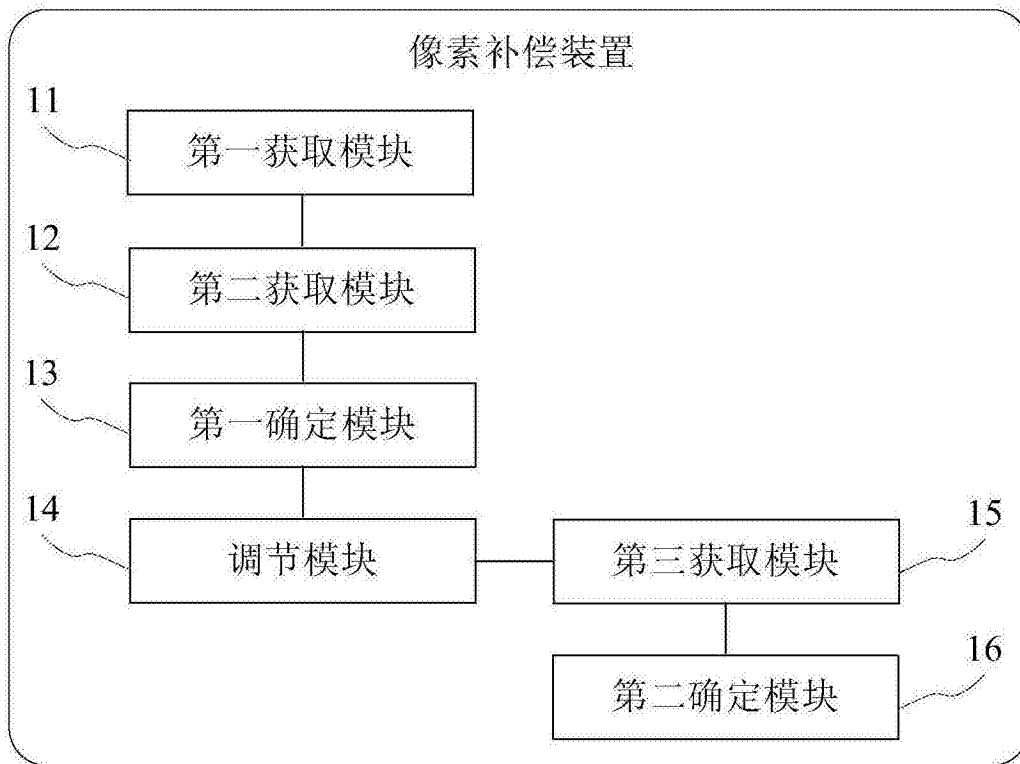 像素补偿装置
11
第一获取模块
12
第二获取模块
13
第一确定模块
14
调节模块
15
第三获取模块
16
第二确定模块